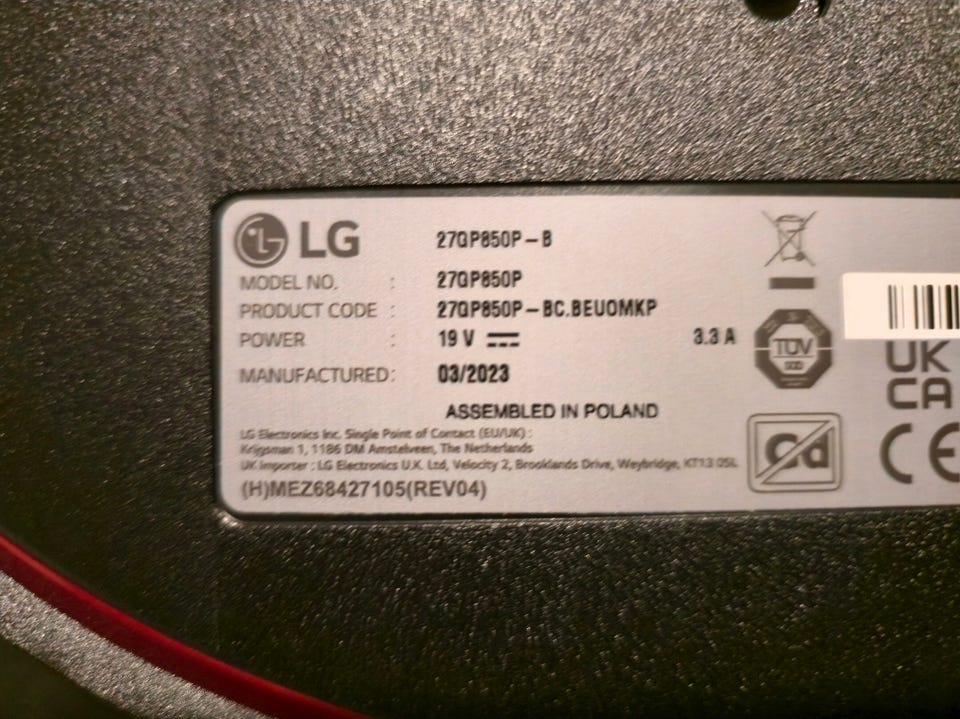 LG
27QP850P-B
MODEL NO. : 27QP850P
PRODUCT CODE : 27QP850P-BC.BEUOMKP
POWER : 19 V 3.3 A
MANUFACTURED: 03/2023
ASSEMBLED IN POLAND
LG Electronics Inc. Single Point of Contact (EU/UK) :
Krijgsman 1, 1186 DM Amstelveen, The Netherlands
UK Importer : LG Electronics U.K. Ltd, Velocity 2, Brooklands Drive, Weybridge, KT13 0SL
(H)MEZ68427105(REV04)
TÜV
SÜD
Cd
UK
CA
CE